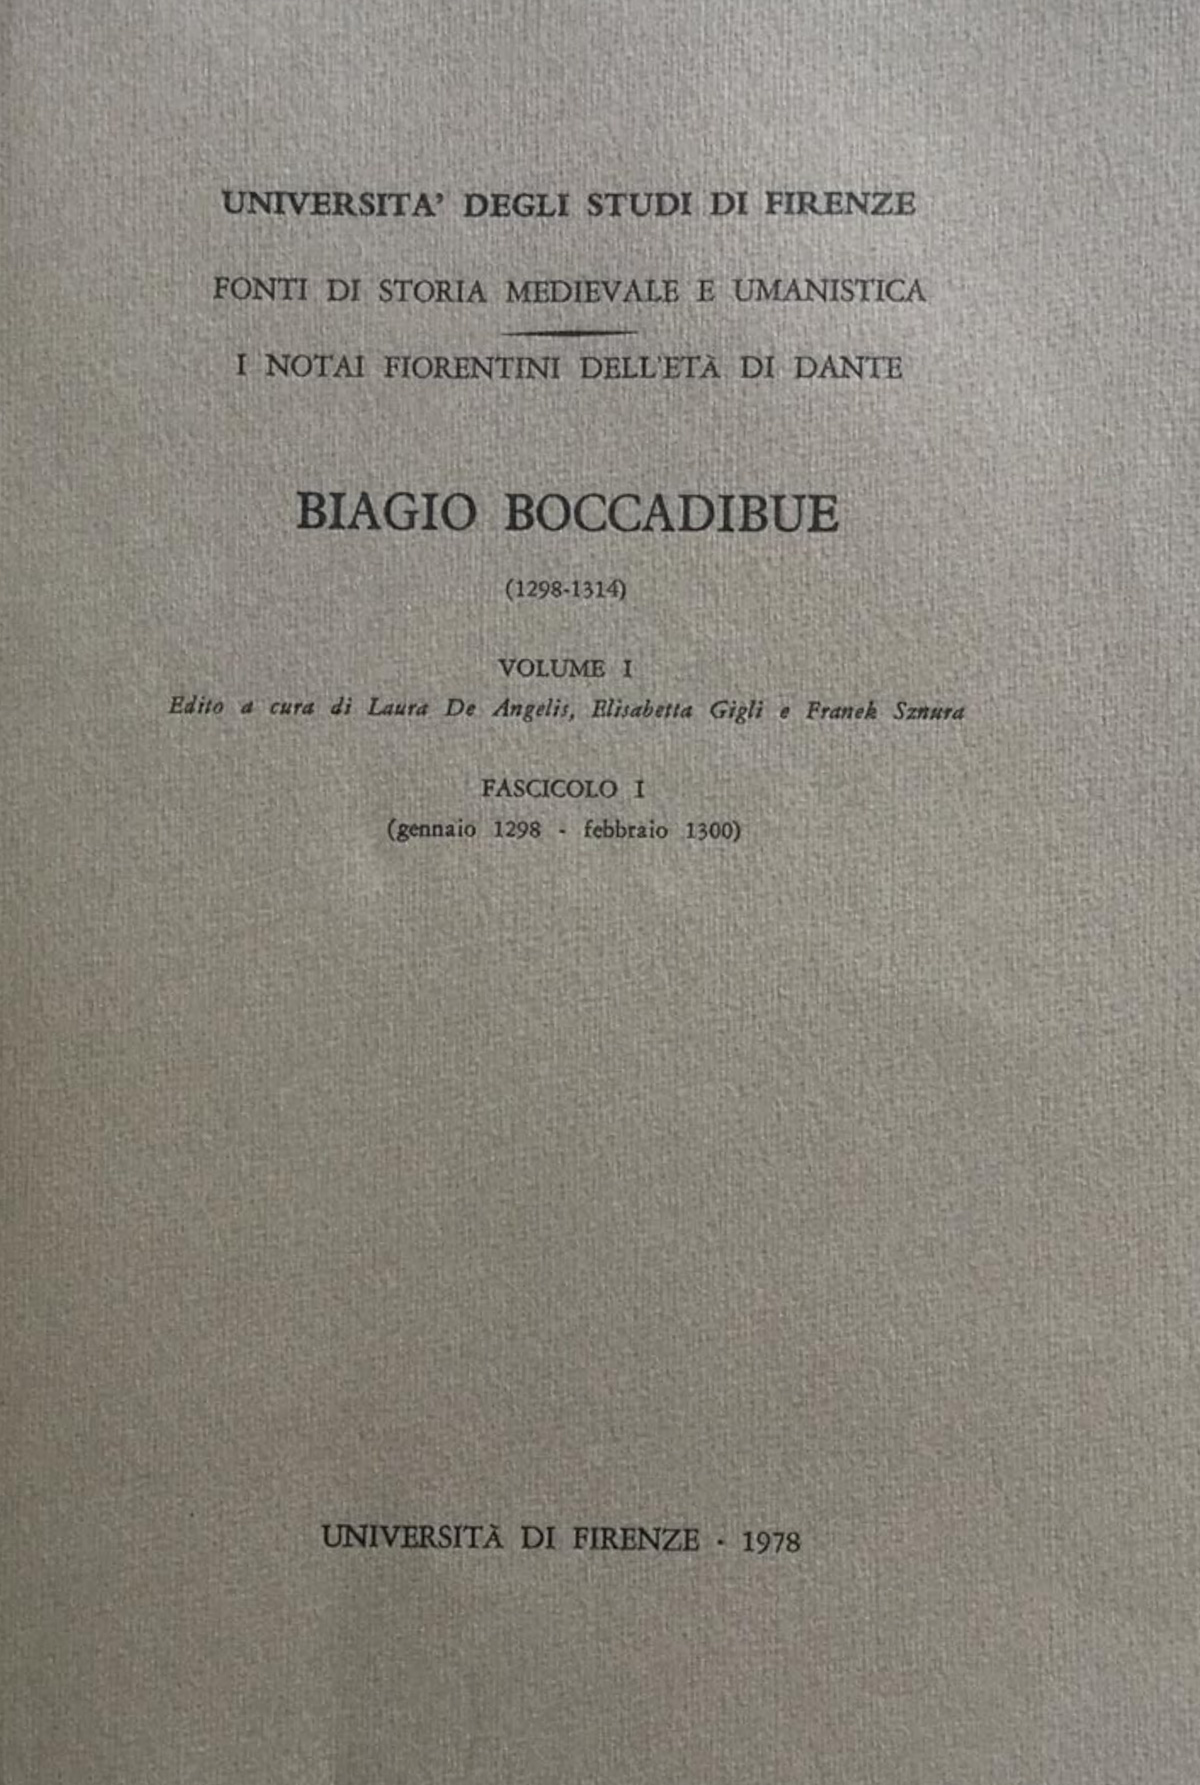 UNIVERSITA' DEGLI STUDI DI FIRENZE
FONTI DI STORIA MEDIEVALE E UMANISTICA
I NOTAI FIORENTINI DELL'ETÀ DI DANTE
BIAGIO BOCCADIBUE
(1298-1314)
VOLUME I
Edito a cura di Laura De Angelis, Elisabetta Gigli e Franek Sznura
FASCICOLO I
(gennaio 1298 - febbraio 1300)
UNIVERSITÀ DI FIRENZE · 1978